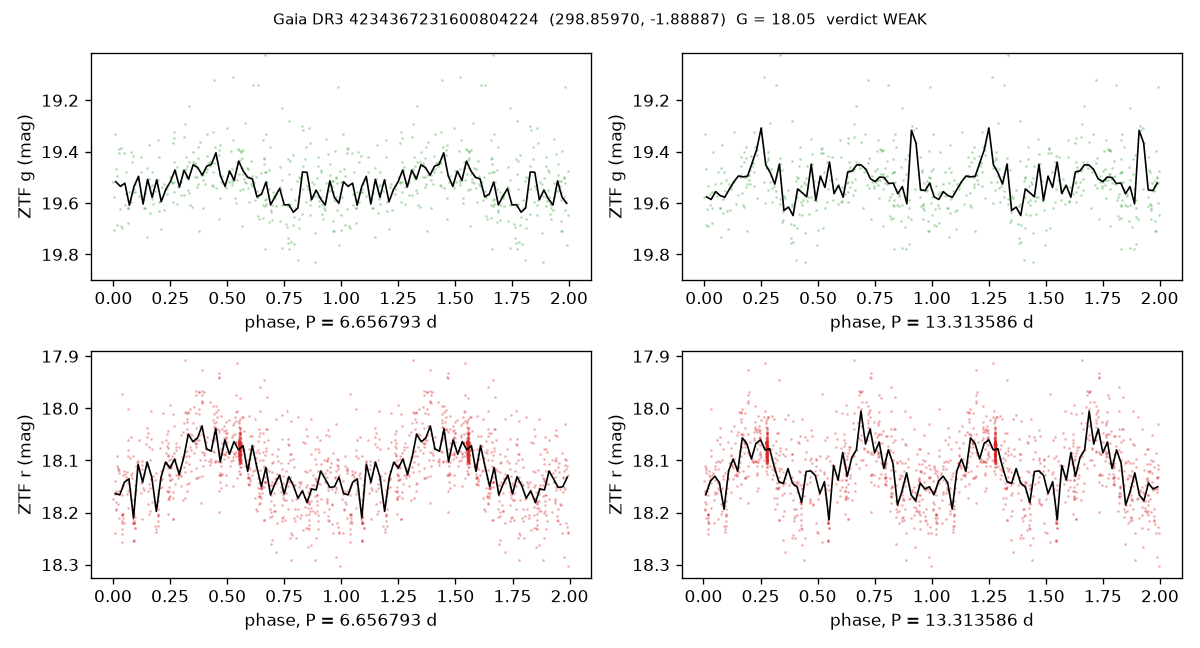 Gaia DR3 4234367231600804224 (298.85970, -1.88887) G = 18.05 verdict WEAK
ZTF g (mag)
19.2
19.4
19.6
19.8
0.00 0.25 0.50 0.75 1.00 1.25 1.50 1.75 2.00
phase, P = 6.656793 d
ZTF g (mag)
19.2
19.4
19.6
19.8
0.00 0.25 0.50 0.75 1.00 1.25 1.50 1.75 2.00
phase, P = 13.313586 d
ZTF r (mag)
17.9
18.0
18.1
18.2
18.3
0.00 0.25 0.50 0.75 1.00 1.25 1.50 1.75 2.00
phase, P = 6.656793 d
ZTF r (mag)
17.9
18.0
18.1
18.2
18.3
0.00 0.25 0.50 0.75 1.00 1.25 1.50 1.75 2.00
phase, P = 13.313586 d